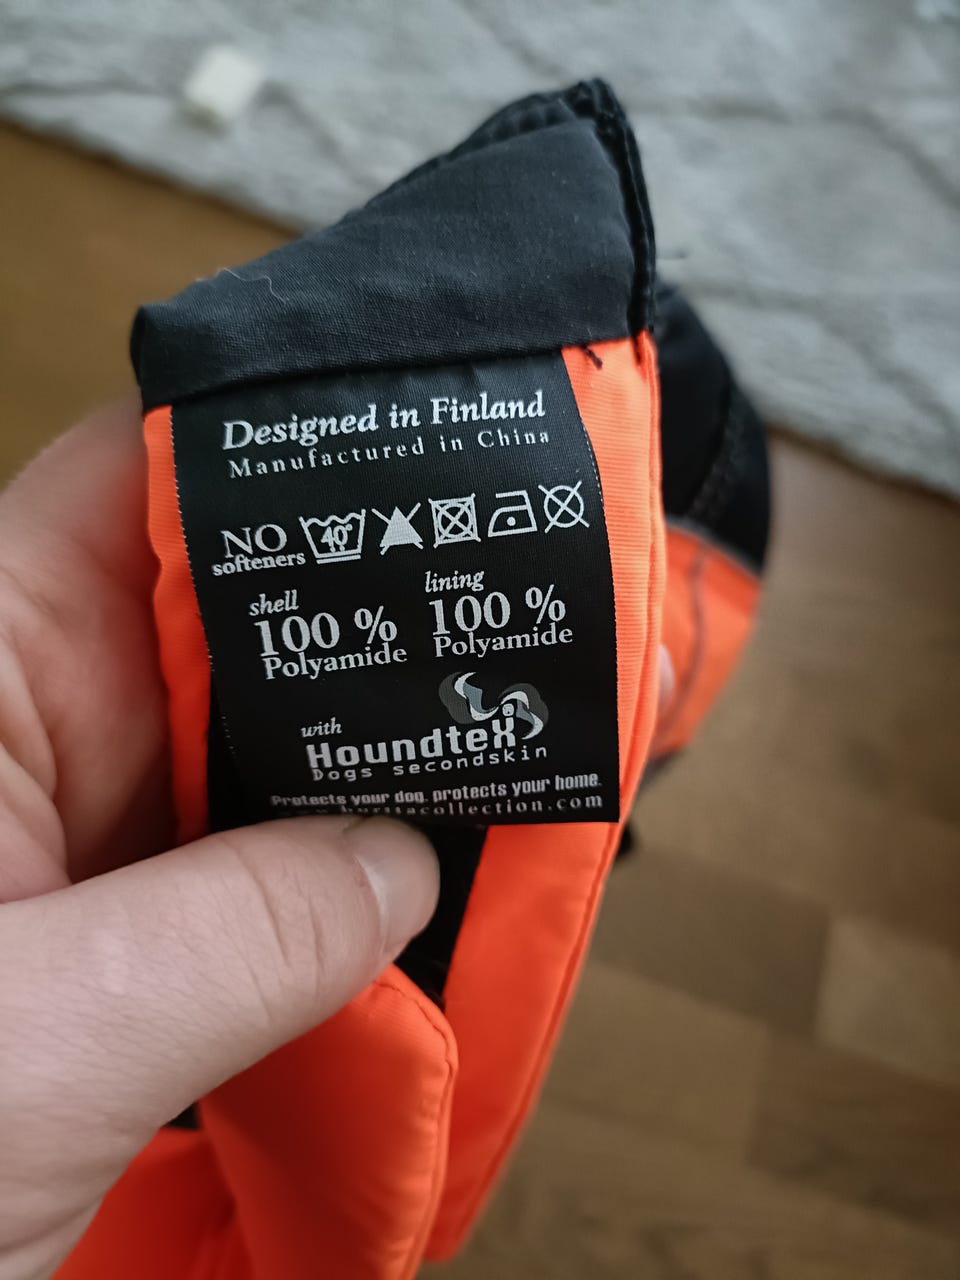 Designed in Finland
Manufactured in China
NO
softeners
40°
shell
100 %
Polyamide
lining
100 %
Polyamide
with
Houndtex®
Dogs secondskin
Protects your dog. protects your home.